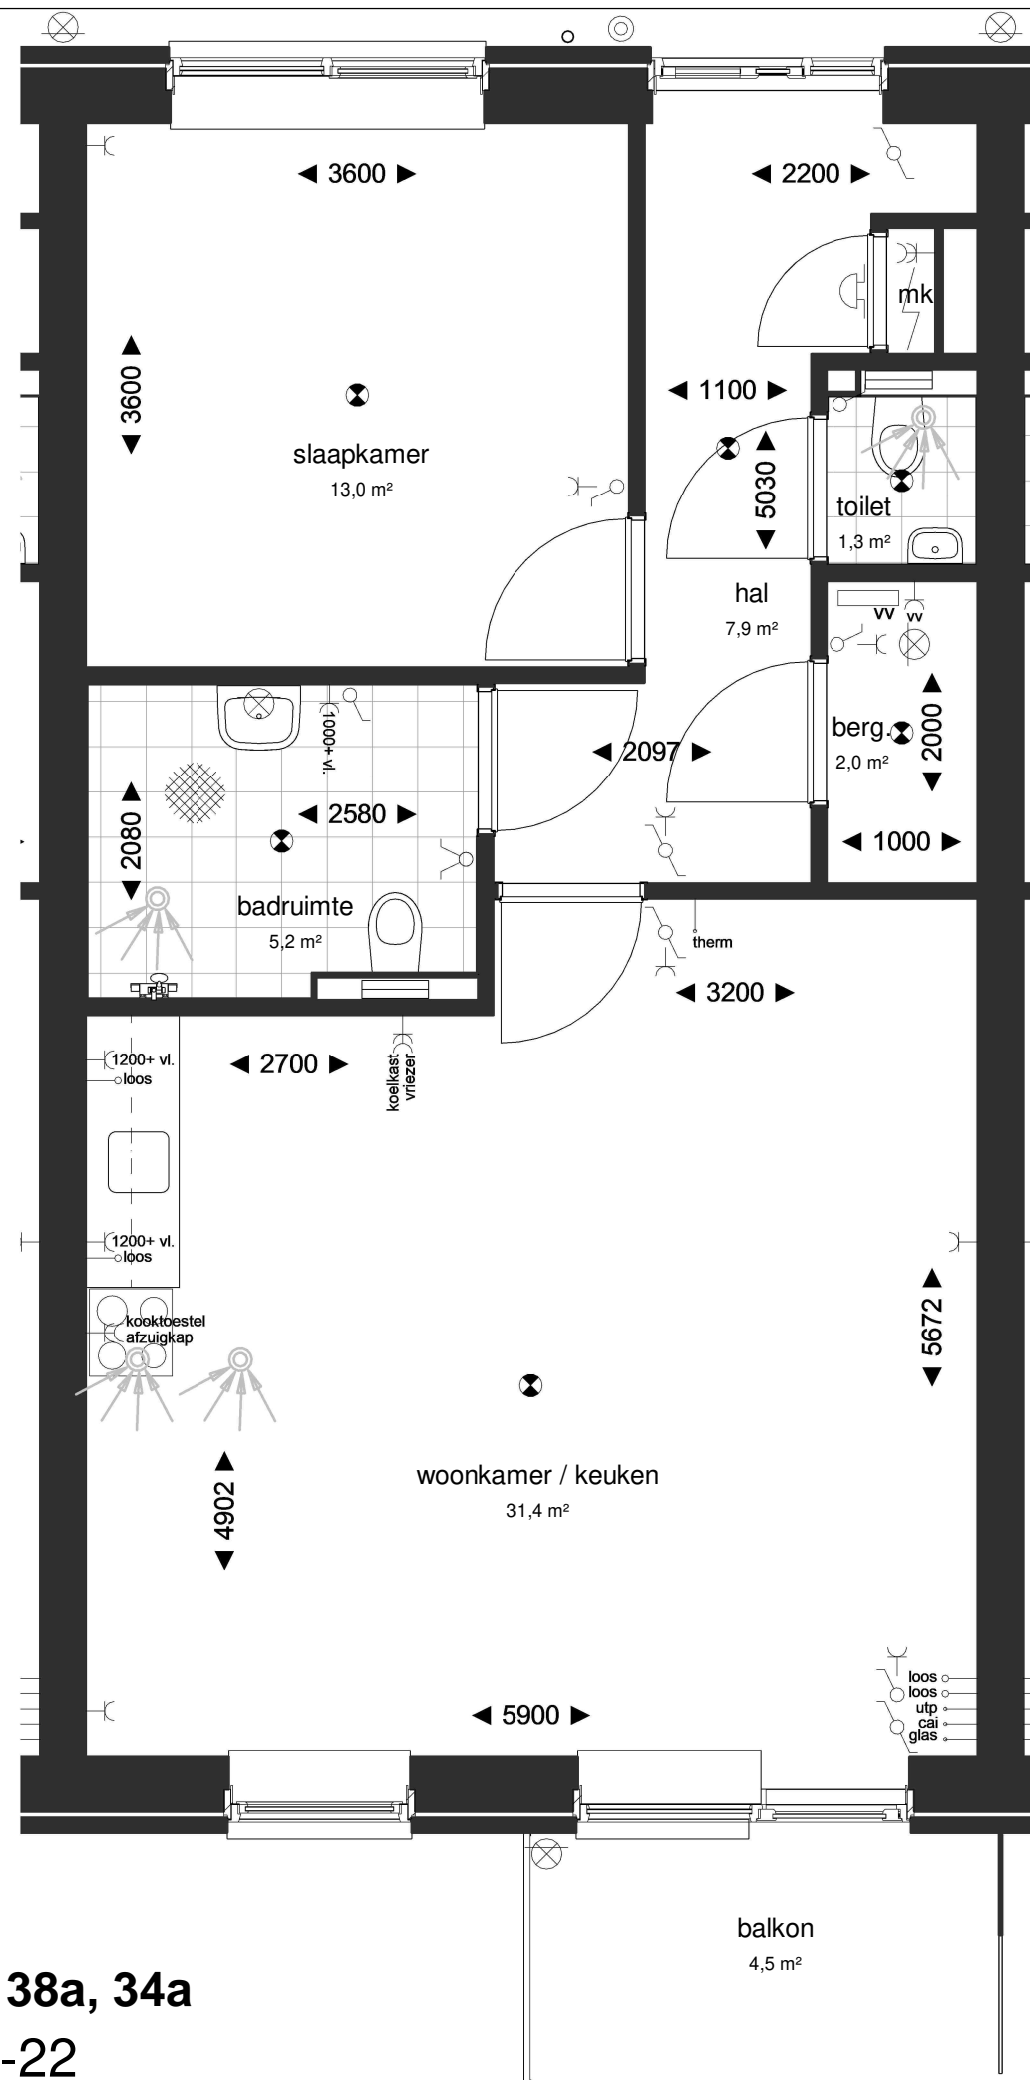 3600
2200
mk
3600
1100
5030
slaapkamer
13,0 m²
toilet
1,3 m²
hal
7,9 m²
vv
vv
1000+ vl.
berg.
2,0 m²
2000
2097
2080
2580
1000
badruimte
5,2 m²
therm
3200
2700
koelkast
vriezer
1200+ vl.
loos
1200+ vl.
loos
kooktoestel
afzuigkap
5672
woonkamer / keuken
31,4 m²
4902
loos
loos
utp
cai
glas
5900
balkon
4,5 m²
38a, 34a
-22